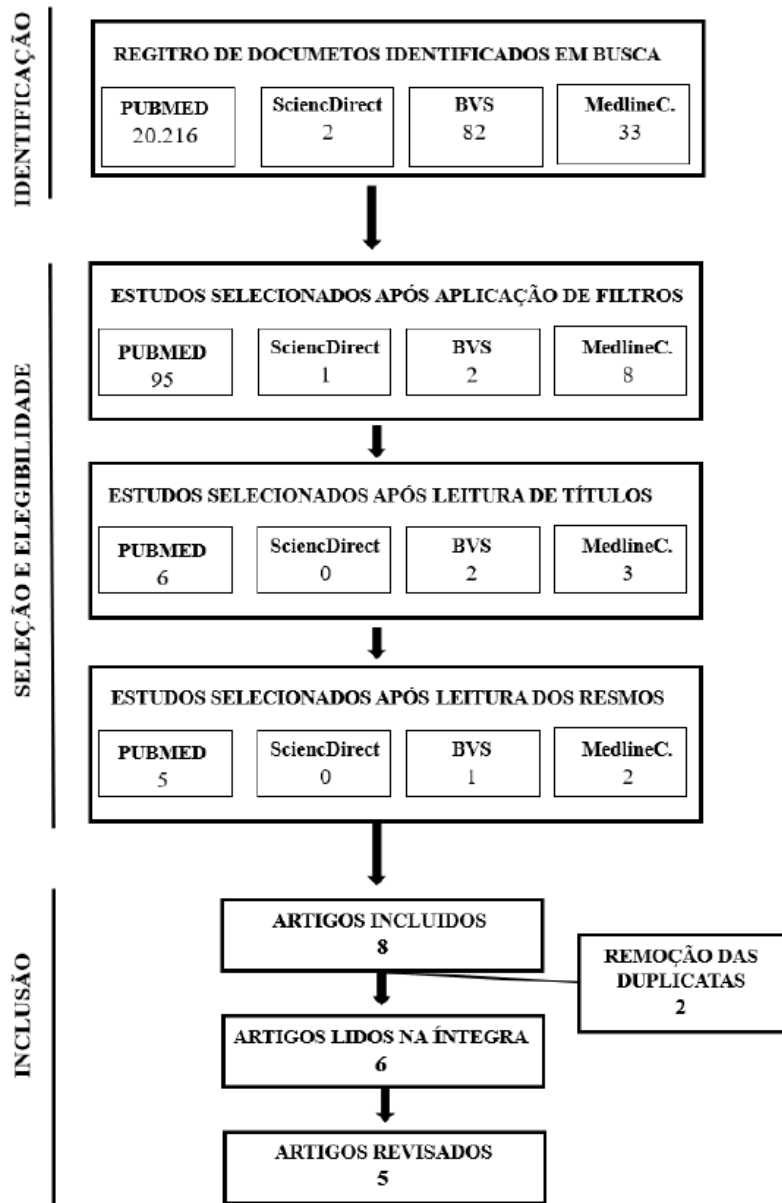 IDENTIFICAÇÃO
REGISTRO DE DOCUMETOS IDENTIFICADOS EM BUSCA
PUBMED
20.216
SciencDirect
2
BVS
82
MedlineC.
33
SELEÇÃO E ELEGIBILIDADE
ESTUDOS SELECIONADOS APÓS APLICAÇÃO DE FILTROS
PUBMED
95
SciencDirect
1
BVS
2
MedlineC.
8
ESTUDOS SELECIONADOS APÓS LEITURA DE TÍTULOS
PUBMED
6
SciencDirect
0
BVS
2
MedlineC.
3
ESTUDOS SELECIONADOS APÓS LEITURA DOS RESMOS
PUBMED
5
SciencDirect
0
BVS
1
MedlineC.
2
INCLUSÃO
ARTIGOS INCLUIDOS
8
REMOÇÃO DAS
DUPLICATAS
2
ARTIGOS LIDOS NA ÍNTEGRA
6
ARTIGOS REVISADOS
5